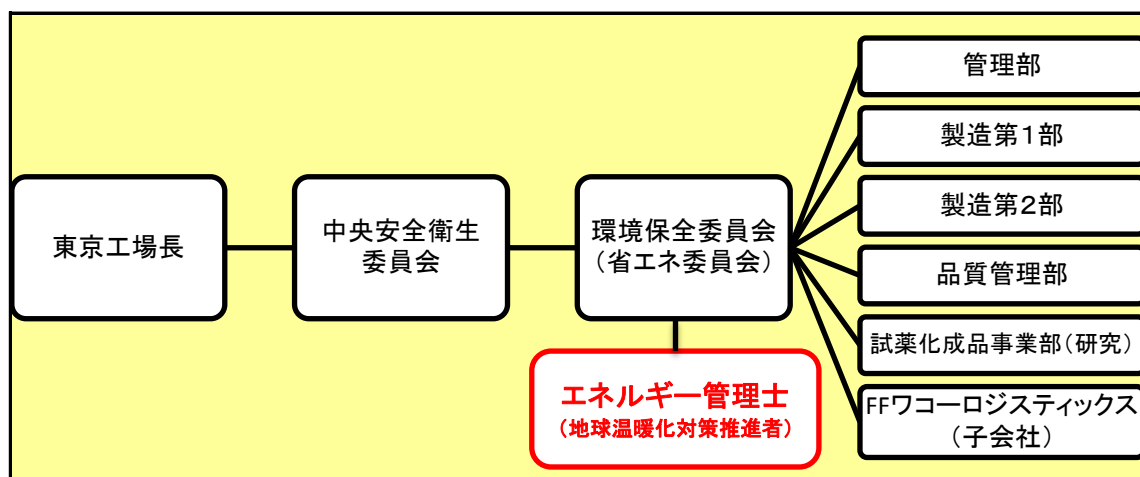 東京工場長
中央安全衛生
委員会
環境保全委員会
（省エネ委員会）
エネルギー管理士
（地球温暖化対策推進者）
管理部
製造第１部
製造第２部
品質管理部
試薬化成品事業部（研究）
FFワコーロジスティックス
（子会社）